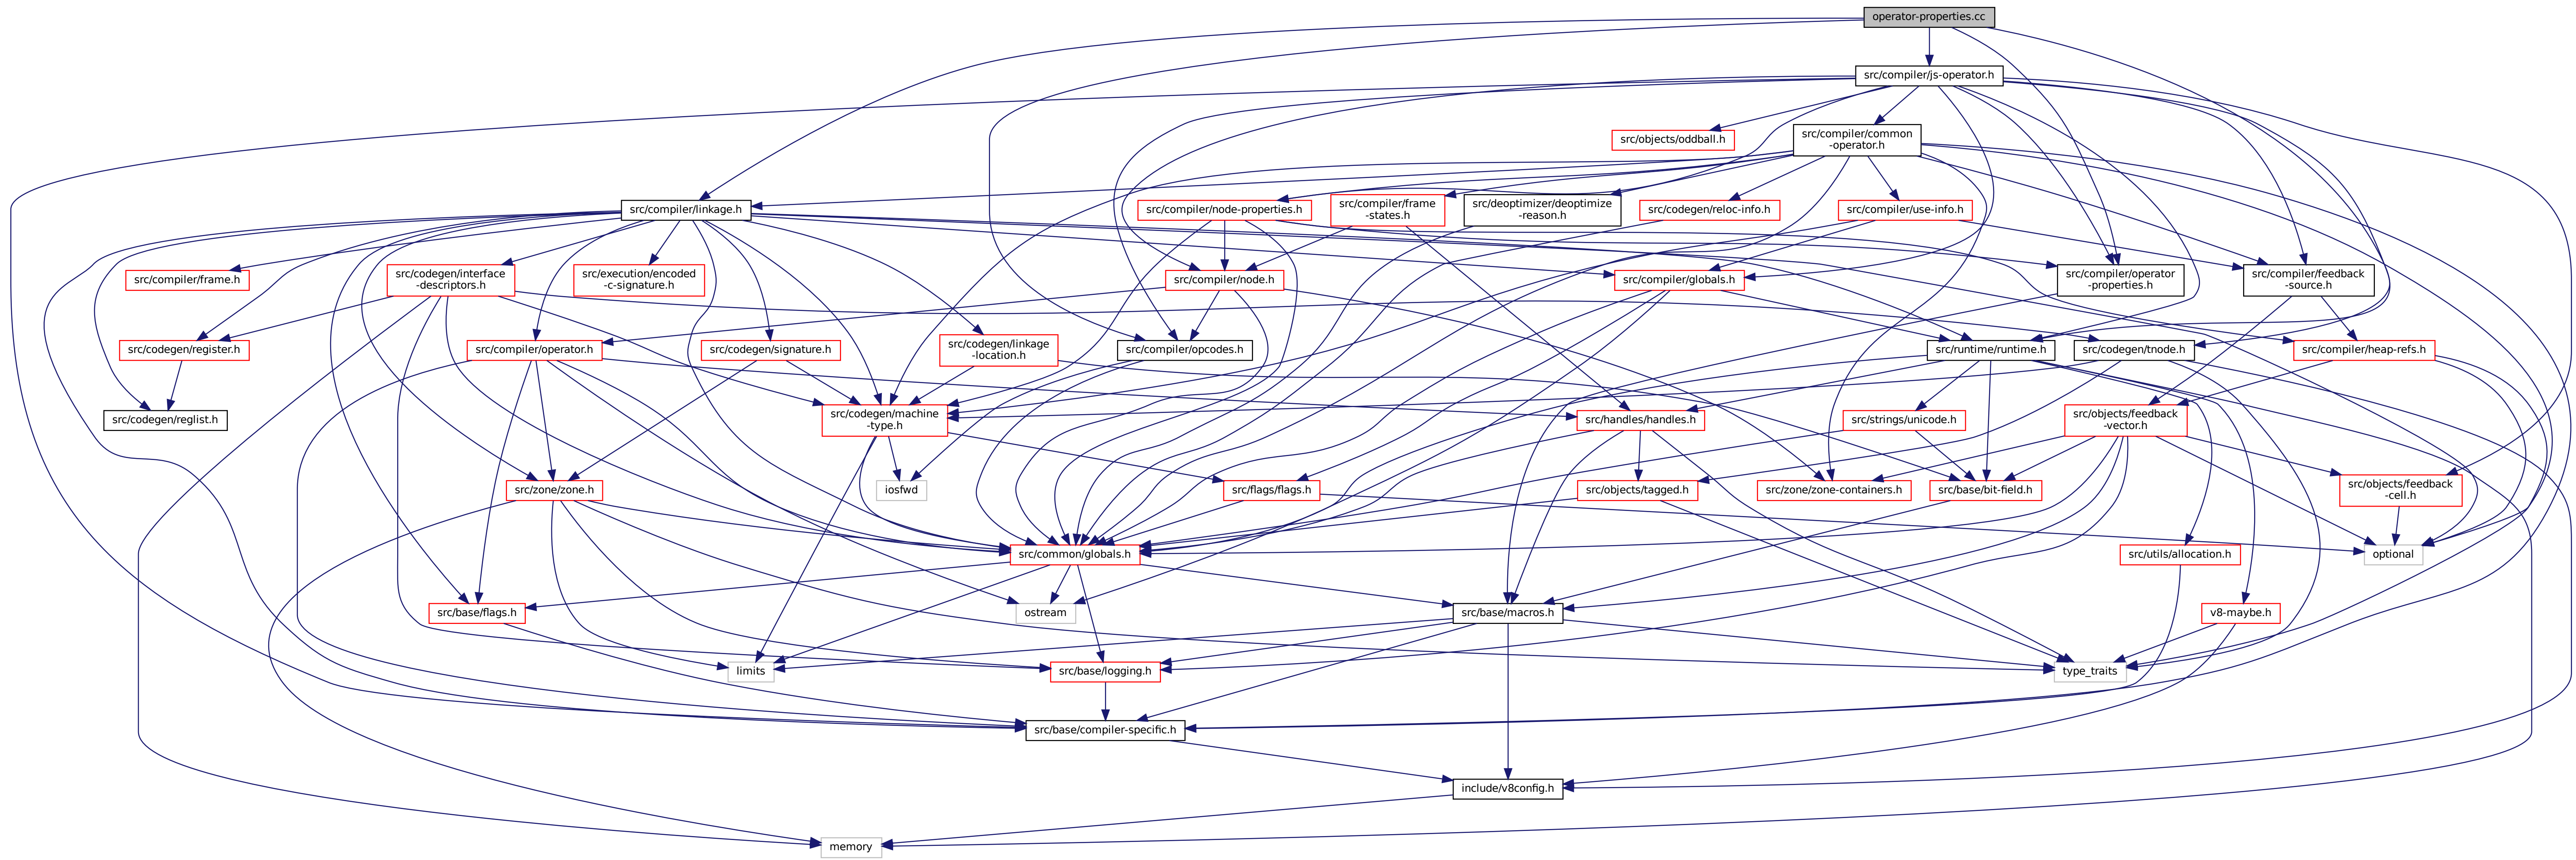 operator-properties.cc
src/compiler/js-operator.h
src/objects/oddball.h
src/compiler/common
-operator.h
src/compiler/linkage.h
src/compiler/node-properties.h
src/compiler/frame
-states.h
src/deoptimizer/deoptimize
-reason.h
src/codegen/reloc-info.h
src/compiler/use-info.h
src/compiler/frame.h
src/codegen/interface
-descriptors.h
src/execution/encoded
-c-signature.h
src/compiler/node.h
src/compiler/globals.h
src/compiler/operator
-properties.h
src/compiler/feedback
-source.h
src/codegen/register.h
src/compiler/operator.h
src/codegen/signature.h
src/codegen/linkage
-location.h
src/compiler/opcodes.h
src/runtime/runtime.h
src/codegen/tnode.h
src/compiler/heap-refs.h
src/codegen/reglist.h
src/codegen/machine
-type.h
src/handles/handles.h
src/strings/unicode.h
src/objects/feedback
-vector.h
src/zone/zone.h
iosfwd
src/flags/flags.h
src/objects/tagged.h
src/zone/zone-containers.h
src/base/bit-field.h
src/objects/feedback
-cell.h
src/common/globals.h
src/utils/allocation.h
optional
src/base/flags.h
ostream
src/base/macros.h
v8-maybe.h
limits
src/base/logging.h
type_traits
src/base/compiler-specific.h
include/v8config.h
memory